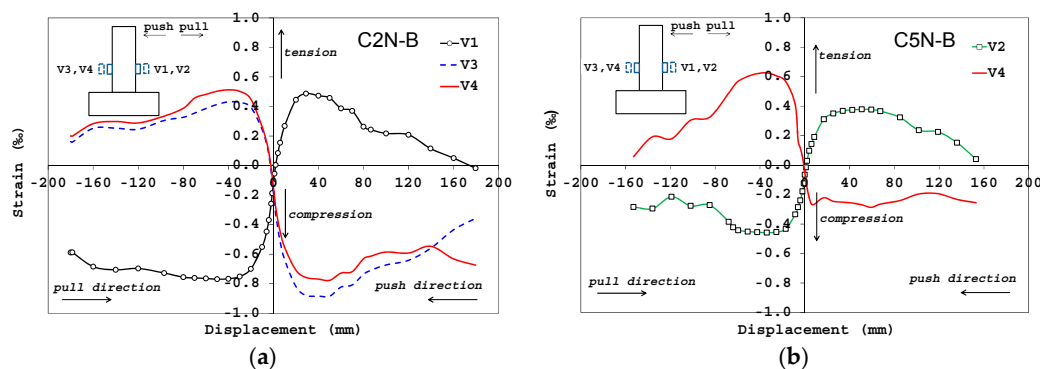 push pull
V3,V4
V1,V2
C2N-B
V1
V3
V4
tension
compression
pull direction
push direction
1.0
0.8
0.6
0.4
0.2
0.0
-0.2
-0.4
-0.6
-0.8
-1.0
-200 -160 -120 -80 -40 0 40 80 120 160 200
Strain (‰)
Displacement (mm)
(a)
push pull
V3,V4
V1,V2
C5N-B
V2
V4
tension
compression
pull direction
push direction
1.0
0.8
0.6
0.4
0.2
0.0
-0.2
-0.4
-0.6
-0.8
-1.0
-200 -160 -120 -80 -40 0 40 80 120 160 200
Strain (‰)
Displacement (mm)
(b)